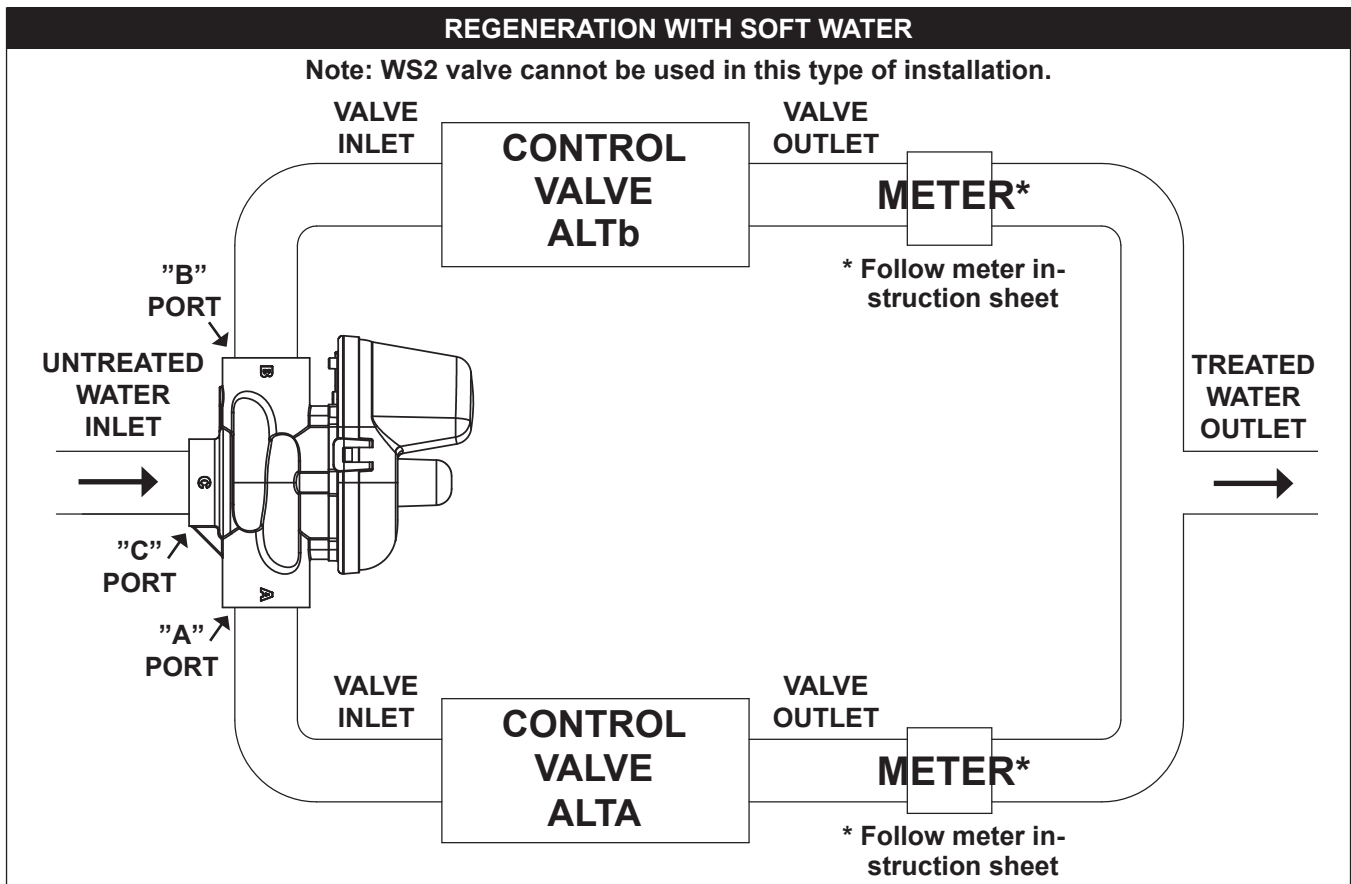 REGENERATION WITH SOFT WATER
Note: WS2 valve cannot be used in this type of installation.
VALVE
INLET
CONTROL
VALVE
ALTb
VALVE
OUTLET
METER*
* Follow meter in-
struction sheet
”B”
PORT
UNTREATED
WATER
INLET
B
C
A
”C”
PORT
”A”
PORT
TREATED
WATER
OUTLET
VALVE
INLET
CONTROL
VALVE
ALTA
VALVE
OUTLET
METER*
* Follow meter in-
struction sheet